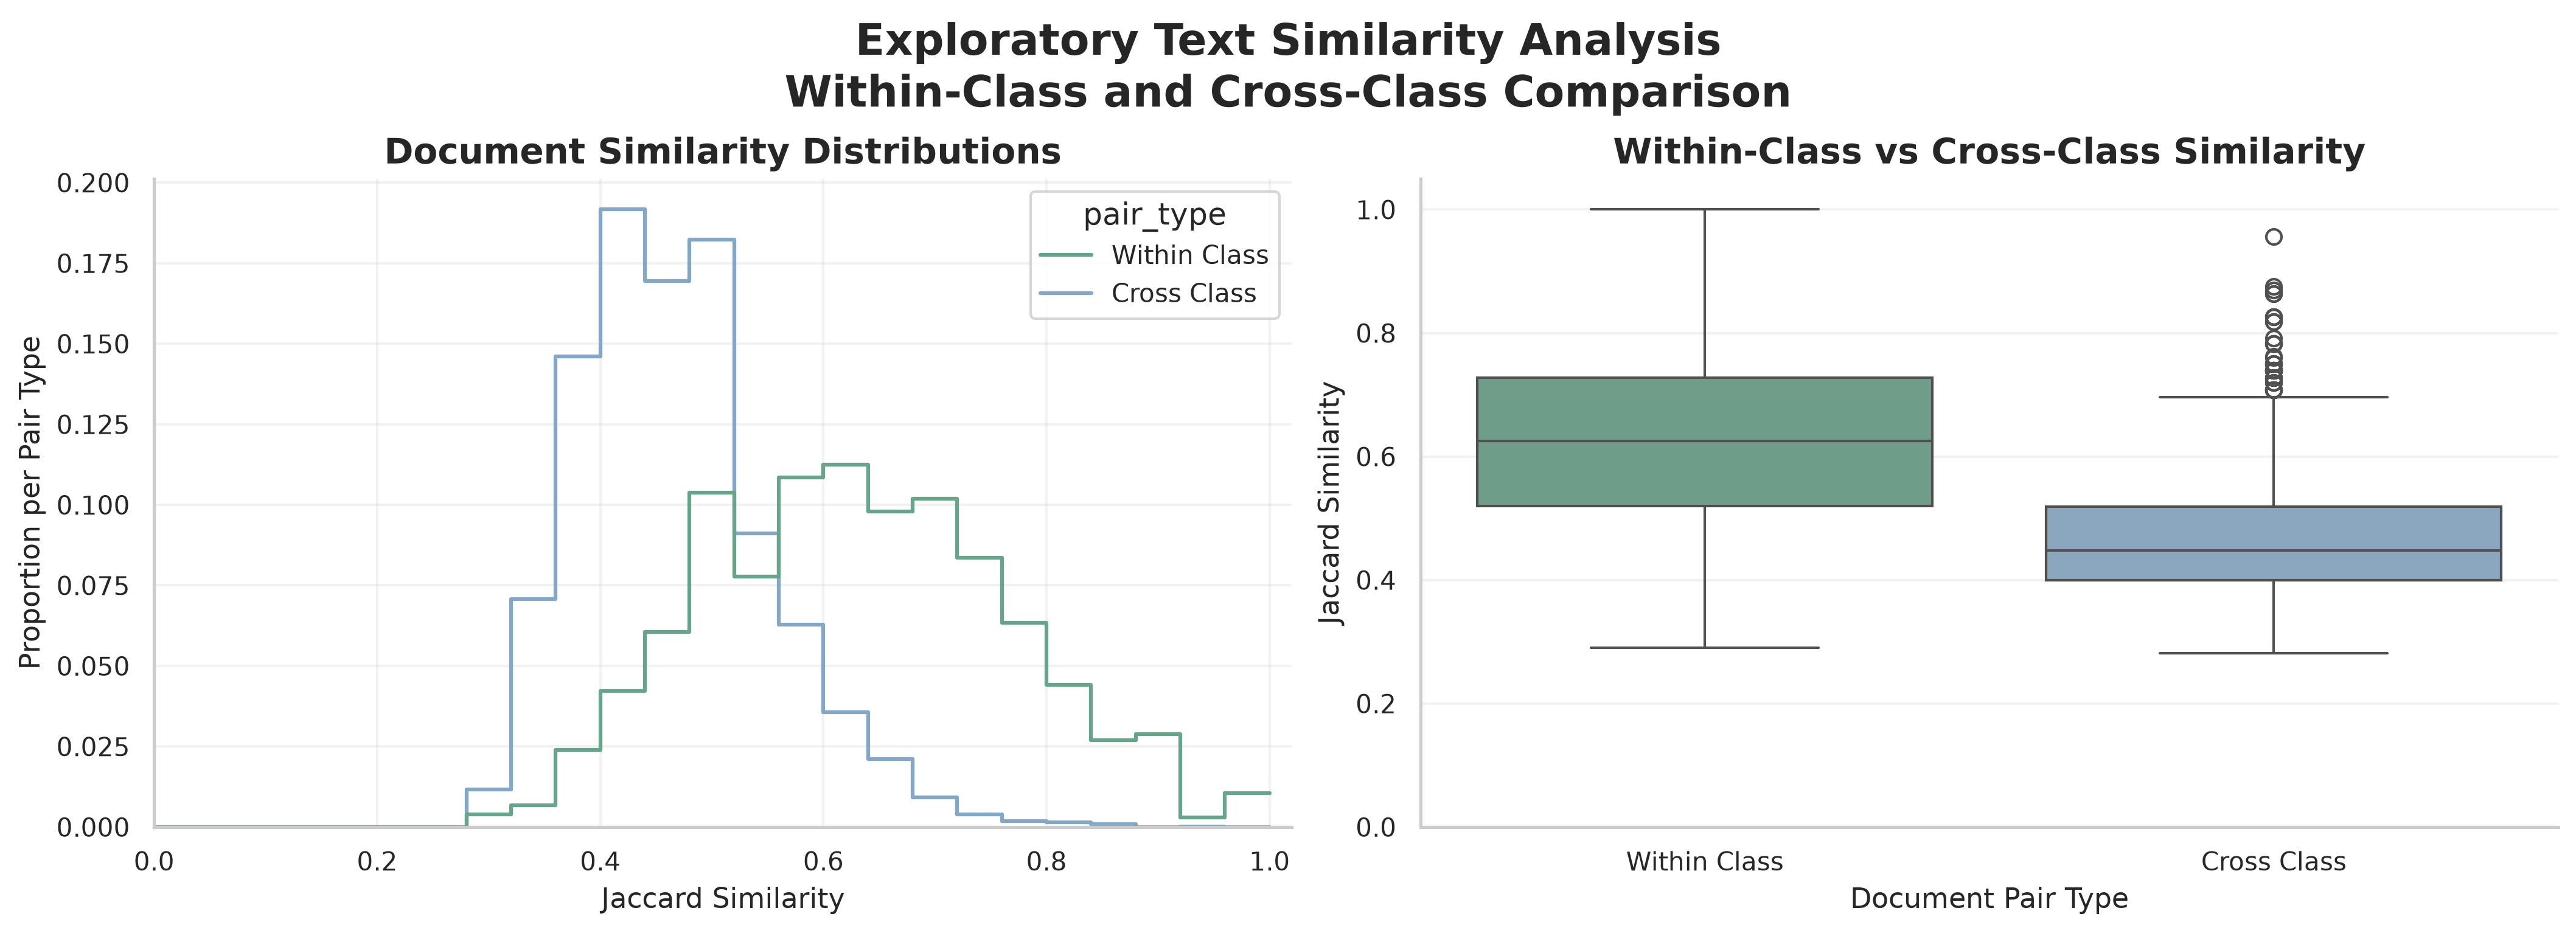 Exploratory Text Similarity Analysis
Within-Class and Cross-Class Comparison
Document Similarity Distributions
Proportion per Pair Type
0.200
0.175
0.150
0.125
0.100
0.075
0.050
0.025
0.000
pair_type
Within Class
Cross Class
0.0 0.2 0.4 0.6 0.8 1.0
Jaccard Similarity
Within-Class vs Cross-Class Similarity
Jaccard Similarity
1.0
0.8
0.6
0.4
0.2
0.0
Within Class Cross Class
Document Pair Type